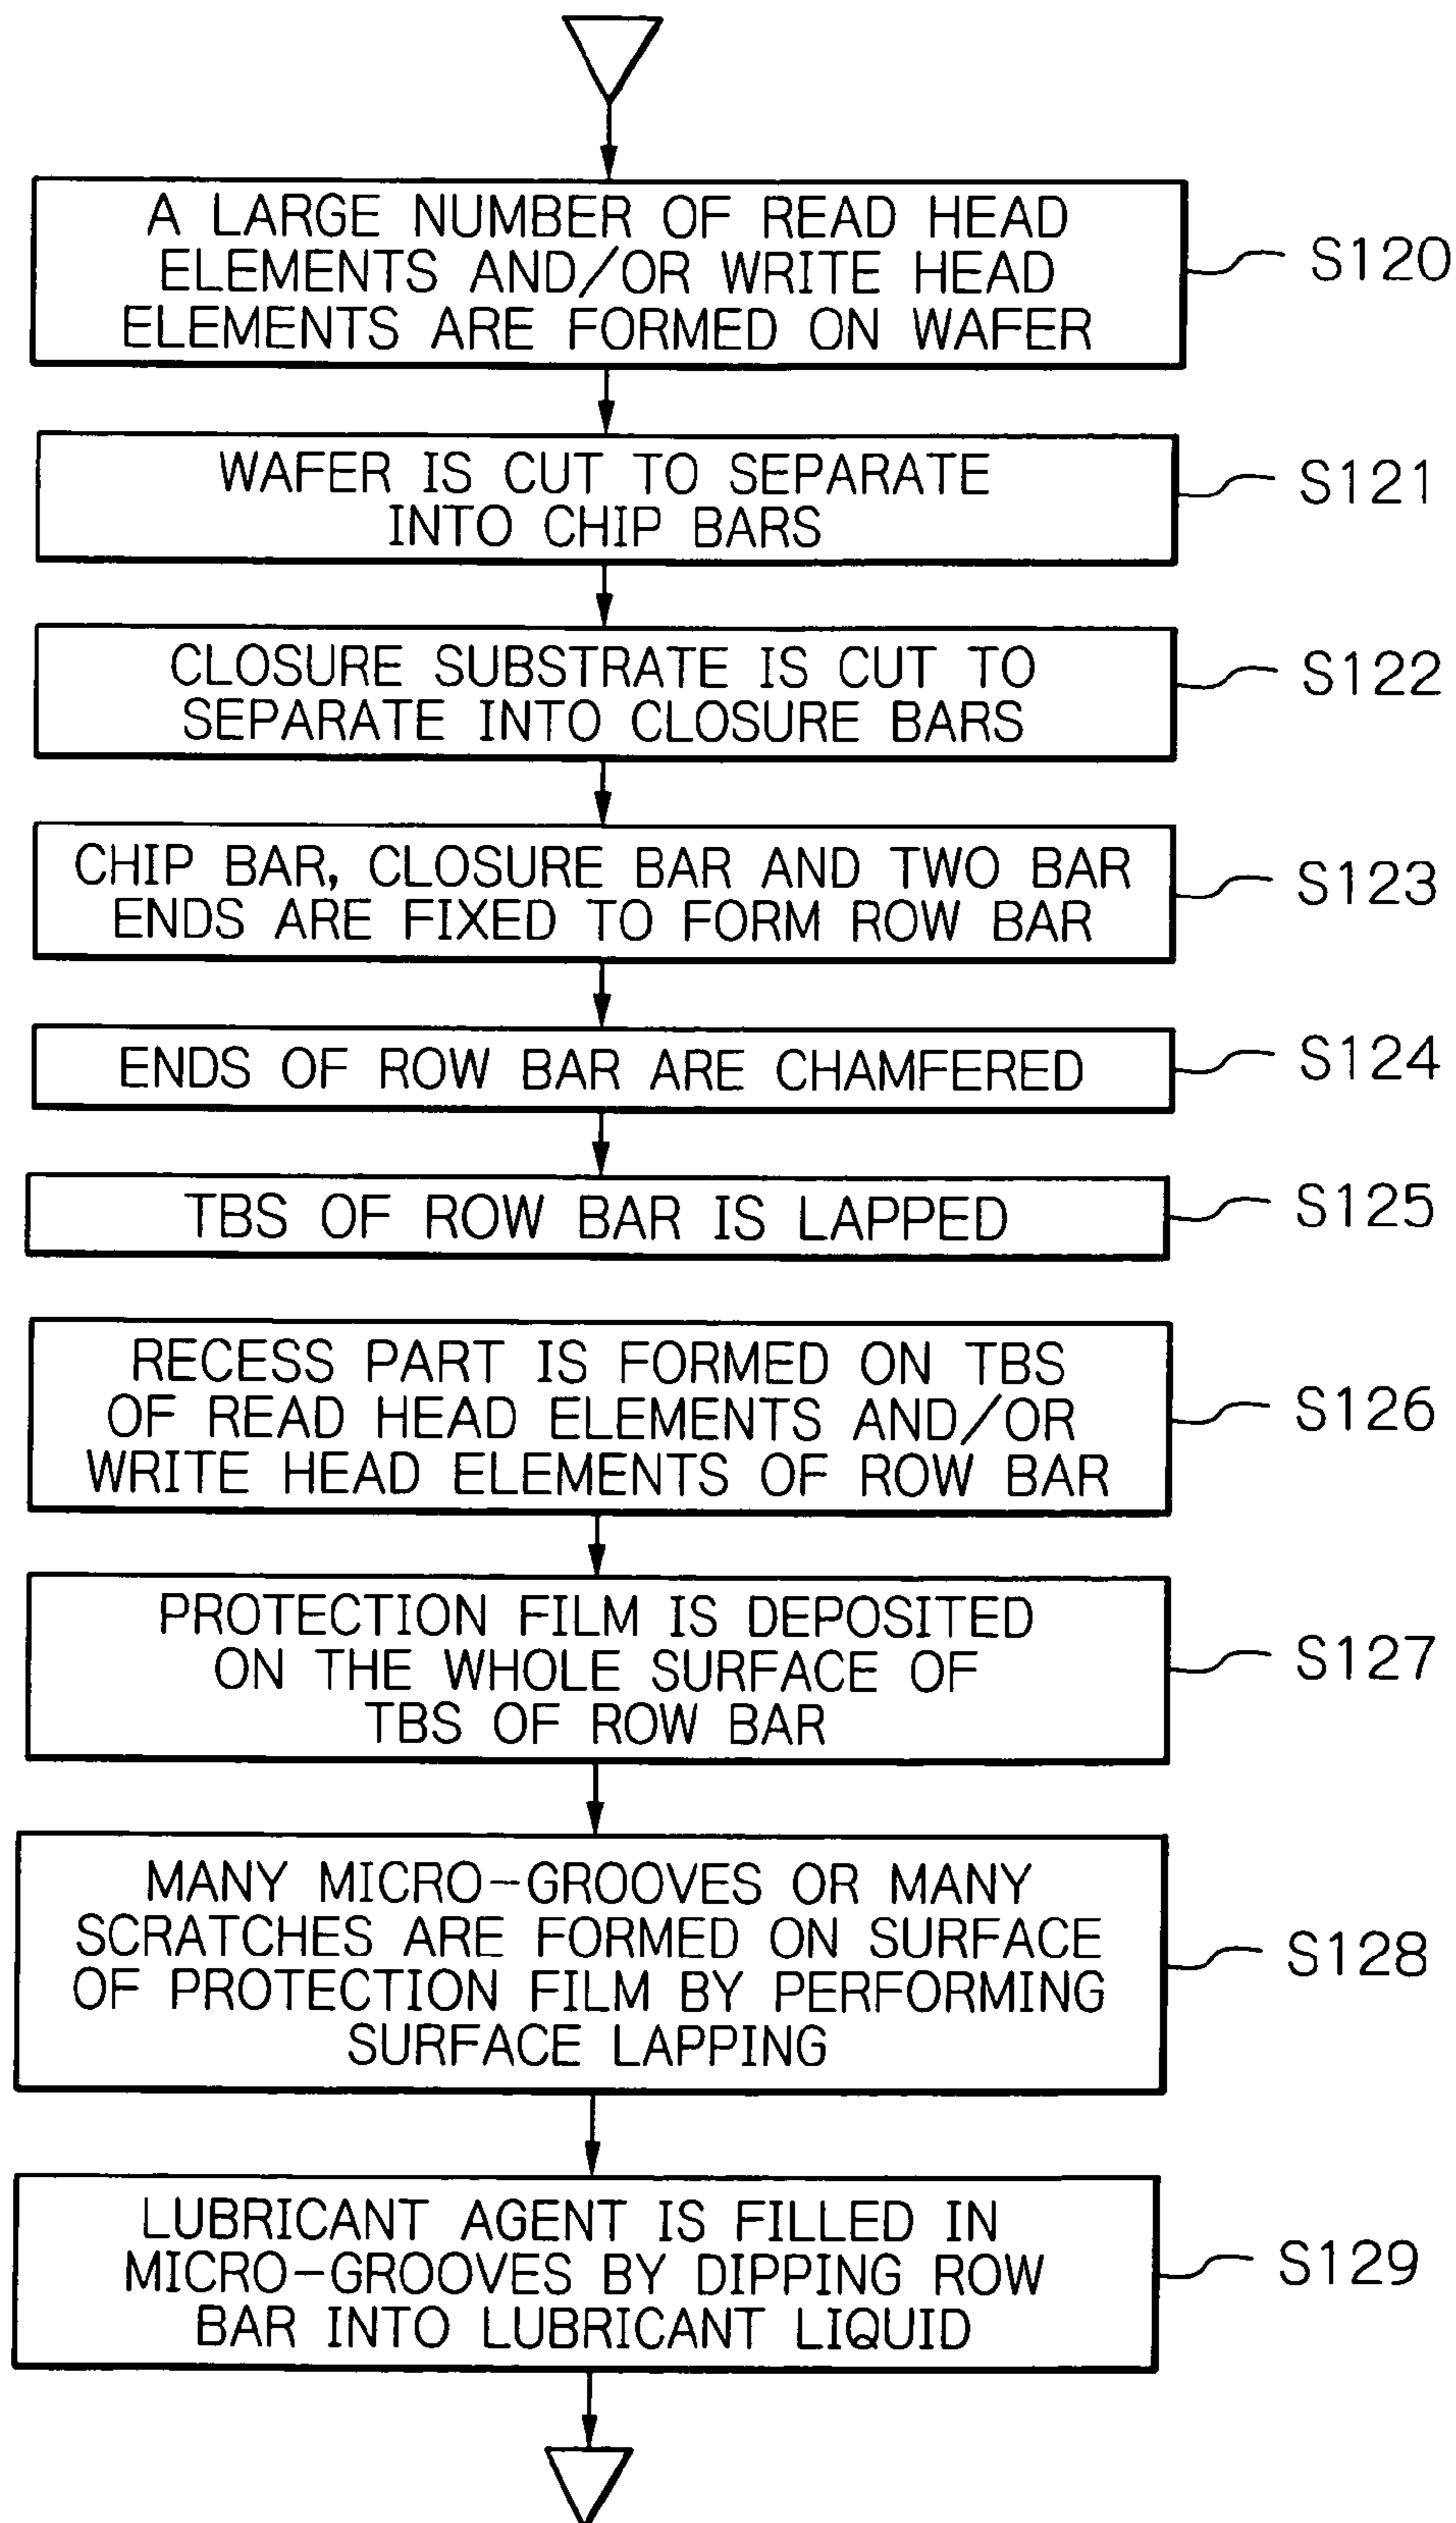 A LARGE NUMBER OF READ HEAD
ELEMENTS AND/OR WRITE HEAD
ELEMENTS ARE FORMED ON WAFER
S120
WAFER IS CUT TO SEPARATE
INTO CHIP BARS
S121
CLOSURE SUBSTRATE IS CUT TO
SEPARATE INTO CLOSURE BARS
S122
CHIP BAR, CLOSURE BAR AND TWO BAR
ENDS ARE FIXED TO FORM ROW BAR
S123
ENDS OF ROW BAR ARE CHAMFERED
S124
TBS OF ROW BAR IS LAPPED
S125
RECESS PART IS FORMED ON TBS
OF READ HEAD ELEMENTS AND/OR
WRITE HEAD ELEMENTS OF ROW BAR
S126
PROTECTION FILM IS DEPOSITED
ON THE WHOLE SURFACE OF
TBS OF ROW BAR
S127
MANY MICRO-GROOVES OR MANY
SCRATCHES ARE FORMED ON SURFACE
OF PROTECTION FILM BY PERFORMING
SURFACE LAPPING
S128
LUBRICANT AGENT IS FILLED IN
MICRO-GROOVES BY DIPPING ROW
BAR INTO LUBRICANT LIQUID
S129